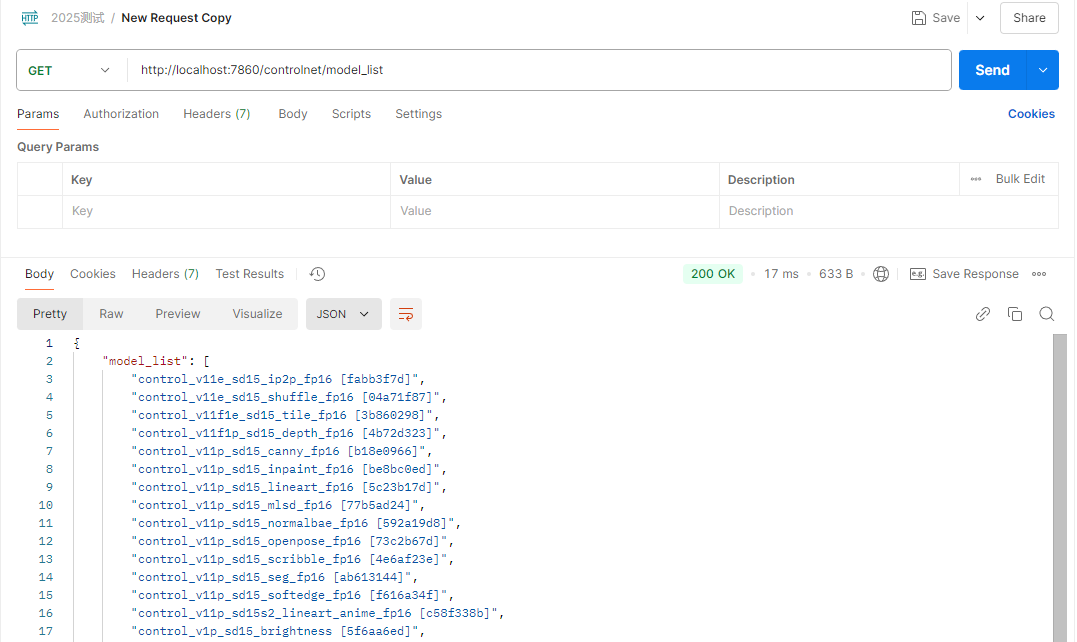 HTTP 2025测试 / New Request Copy Save Share
GET http://localhost:7860/controlnet/model_list Send
Params Authorization Headers (7) Body Scripts Settings Cookies
Query Params
Key Value Description Bulk Edit
Key Value Description
Body Cookies Headers (7) Test Results 200 OK 17 ms 633 B e.g. Save Response
Pretty Raw Preview Visualize JSON
1 {
2 "model_list": [
3 "control_v11e_sd15_ip2p_fp16 [fabb3f7d]",
4 "control_v11e_sd15_shuffle_fp16 [04a71f87]",
5 "control_v11f1e_sd15_tile_fp16 [3b860298]",
6 "control_v11f1p_sd15_depth_fp16 [4b72d323]",
7 "control_v11p_sd15_canny_fp16 [b18e0966]",
8 "control_v11p_sd15_inpaint_fp16 [be8bc0ed]",
9 "control_v11p_sd15_lineart_fp16 [5c23b17d]",
10 "control_v11p_sd15_mlsd_fp16 [77b5ad24]",
11 "control_v11p_sd15_normalbae_fp16 [592a19d8]",
12 "control_v11p_sd15_openpose_fp16 [73c2b67d]",
13 "control_v11p_sd15_scribble_fp16 [4e6af23e]",
14 "control_v11p_sd15_seg_fp16 [ab613144]",
15 "control_v11p_sd15_softedge_fp16 [f616a34f]",
16 "control_v11p_sd15s2_lineart_anime_fp16 [c58f338b]",
17 "control_v1p_sd15_brightness [5f6aa6ed]",